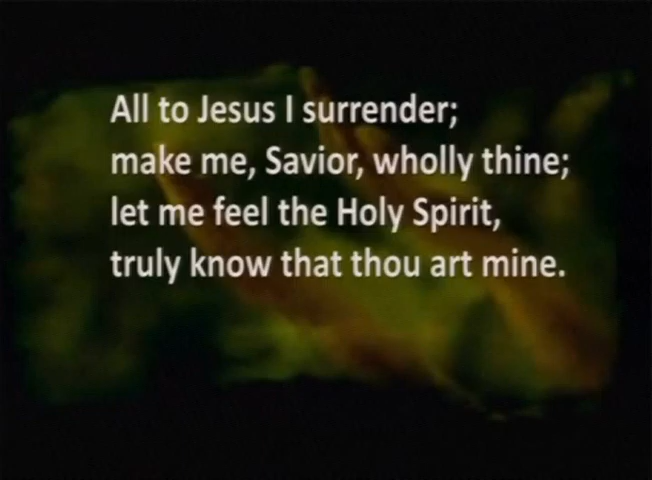 All to Jesus I surrender;
make me, Savior, wholly thine;
let me feel the Holy Spirit,
truly know that thou art mine.